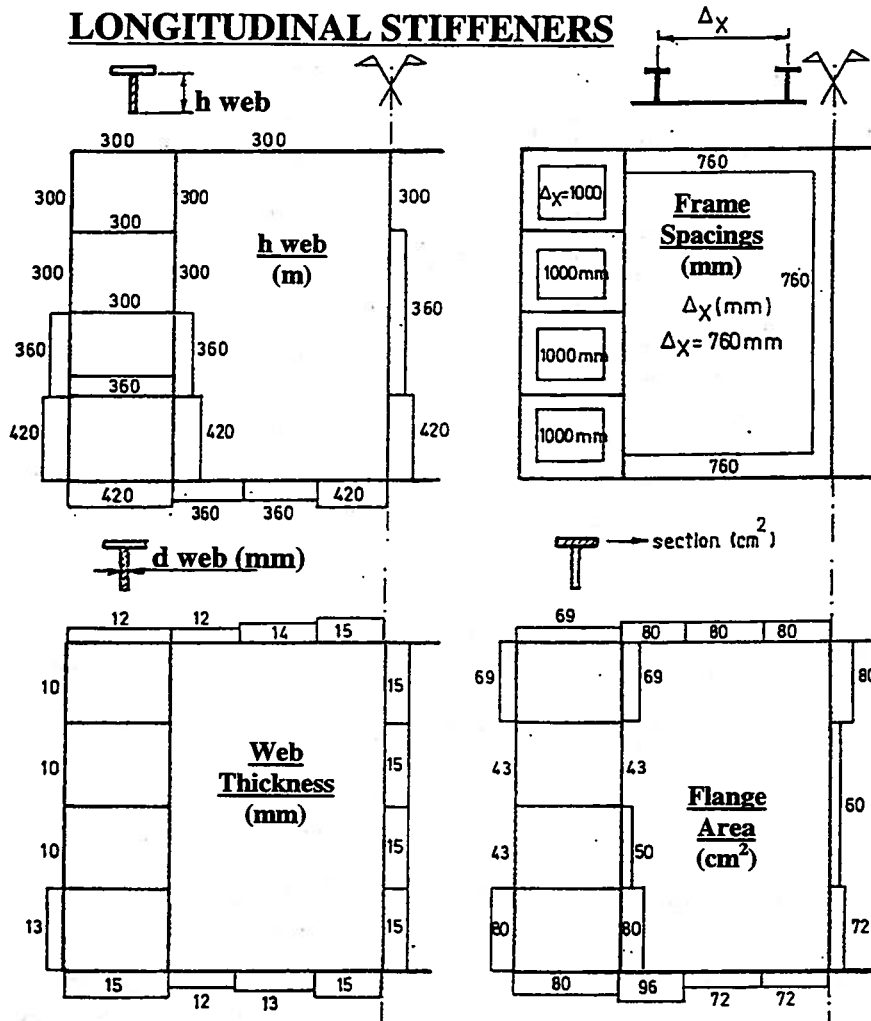 LONGITUDINAL STIFFENERS
ΔX
h web
300
300
760
300
300
300
ΔX=1000
Frame
Spacings
(mm)
300
h web
(m)
300
300
1000mm
760
360
ΔX (mm)
300
ΔX = 760 mm
360
360
1000mm
360
420
420
420
1000mm
760
420
420
360
360
d web (mm)
section (cm²)
12
12
14
15
69
80
80
80
10
15
69
69
80
10
Web
Thickness
(mm)
15
43
43
Flange
Area
(cm²)
60
10
15
43
50
13
15
80
80
72
15
12
13
15
80
96
72
72